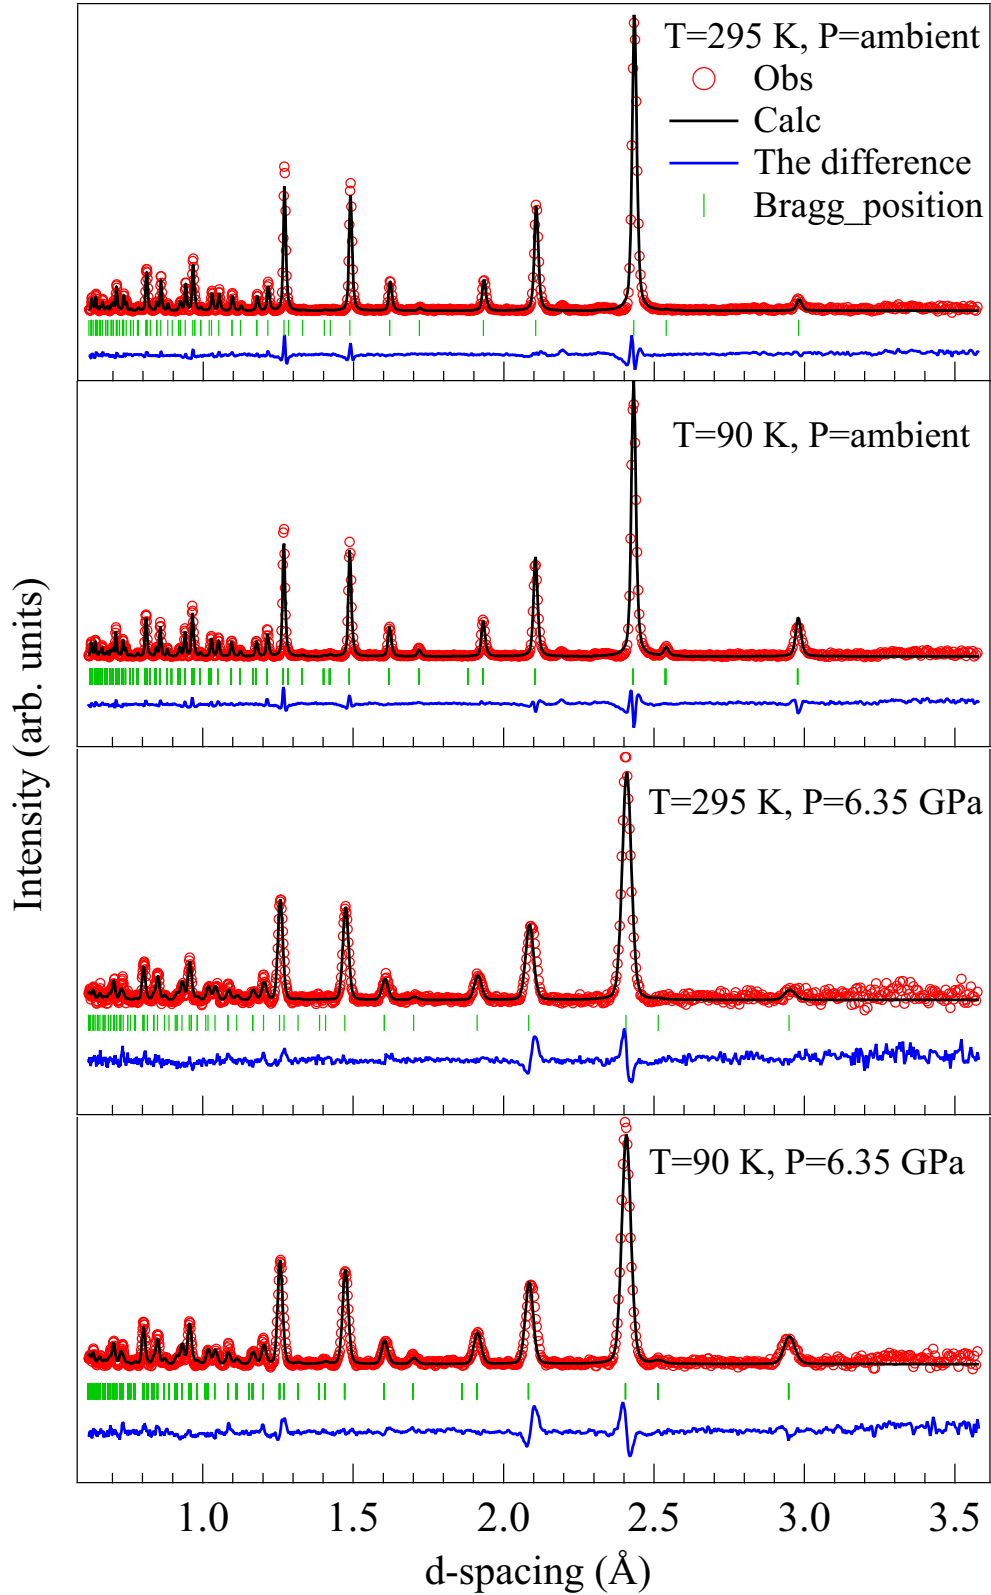 T=295 K, P=ambient
Obs
Calc
The difference
Bragg_position
T=90 K, P=ambient
T=295 K, P=6.35 GPa
T=90 K, P=6.35 GPa
Intensity (arb. units)
1.0 1.5 2.0 2.5 3.0 3.5
d-spacing (Å)